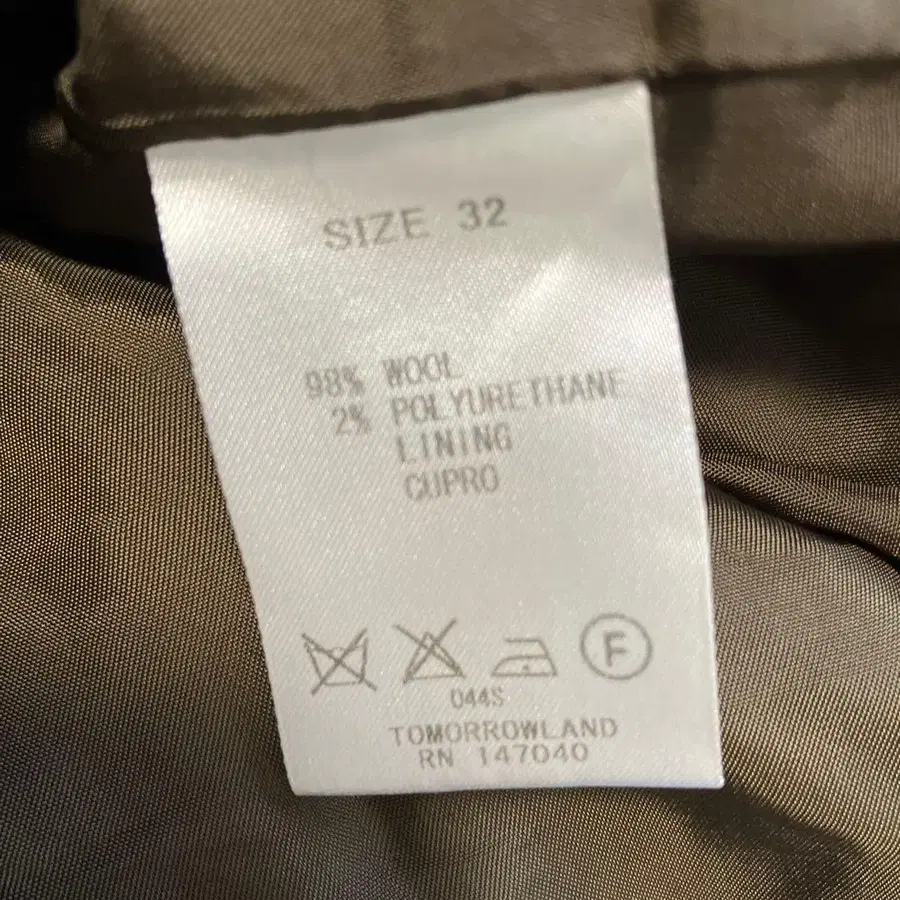 SIZE 32
98% WOOL
2% POLYURETHANE
LINING
CUPRO
F
044S
TOMORROWLAND
RN 147040